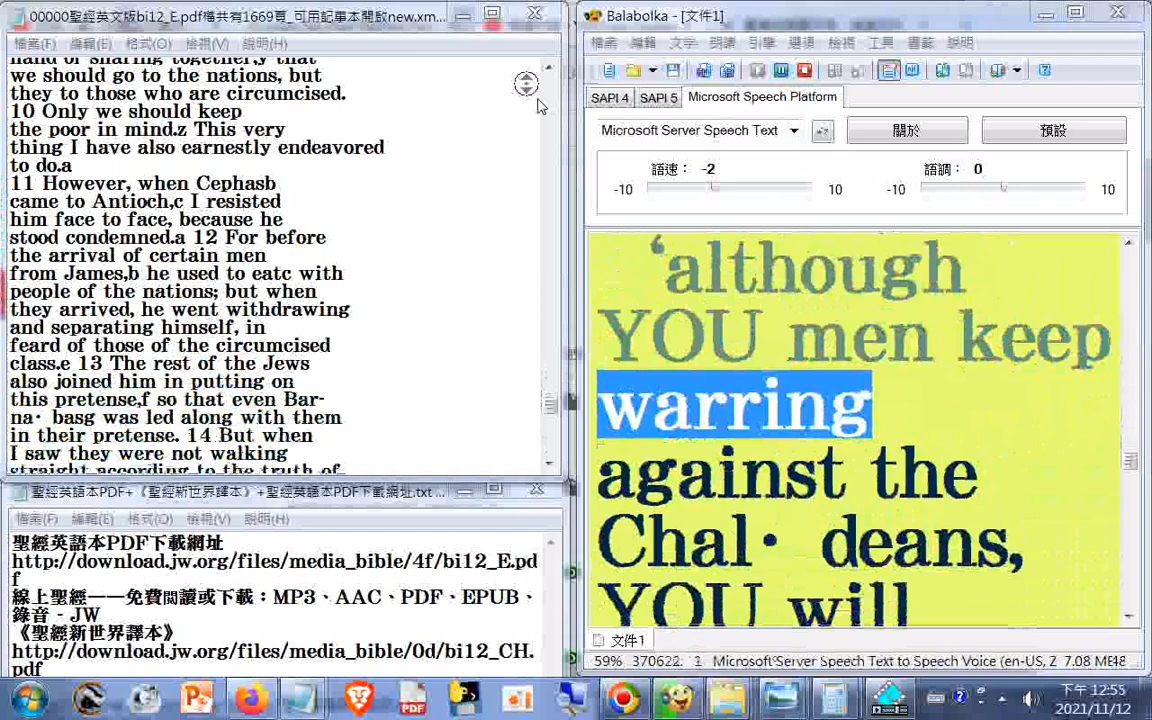 00000聖經英文版bi12_E.pdf檔共有1669頁_可用記事本開啟new.xm...
檔案(F) 編輯(E) 格式(O) 檢視(V) 說明(H)
hand of sharing together,y that
we should go to the nations, but
they to those who are circumcised.
10 Only we should keep
the poor in mind.z This very
thing I have also earnestly endeavored
to do.a
11 However, when Cephasb
came to Antioch,c I resisted
him face to face, because he
stood condemned.a 12 For before
the arrival of certain men
from James,b he used to eatc with
people of the nations; but when
they arrived, he went withdrawing
and separating himself, in
feard of those of the circumcised
class.e 13 The rest of the Jews
also joined him in putting on
this pretense,f so that even Bar-
na· basg was led along with them
in their pretense. 14 But when
I saw they were not walking
straight according to the truth of
聖經英語本PDF+《聖經新世界譯本》+聖經英語本PDF下載網址.txt ...
檔案(F) 編輯(E) 格式(O) 檢視(V) 說明(H)
聖經英語本PDF下載網址
http://download.jw.org/files/media_bible/4f/bi12_E.pd
f
線上聖經——免費閱讀或下載：MP3、AAC、PDF、EPUB、
錄音 - JW
《聖經新世界譯本》
http://download.jw.org/files/media_bible/0d/bi12_CH.
pdf
Balabolka - [文件1]
檔案 編輯 文字 朗讀 引擎 選項 檢視 工具 書籤 說明
SAPI 4 SAPI 5 Microsoft Speech Platform
Microsoft Server Speech Text 關於 預設
語速： -2 語調： 0
-10 10 -10 10
‘although
YOU men keep
warring
against the
Chal· deans,
YOU will
文件1
59% 370622. 1 Microsoft Server Speech Text to Speech Voice (en-US, Z 7.08 ME48
下午 12:55
2021/11/12